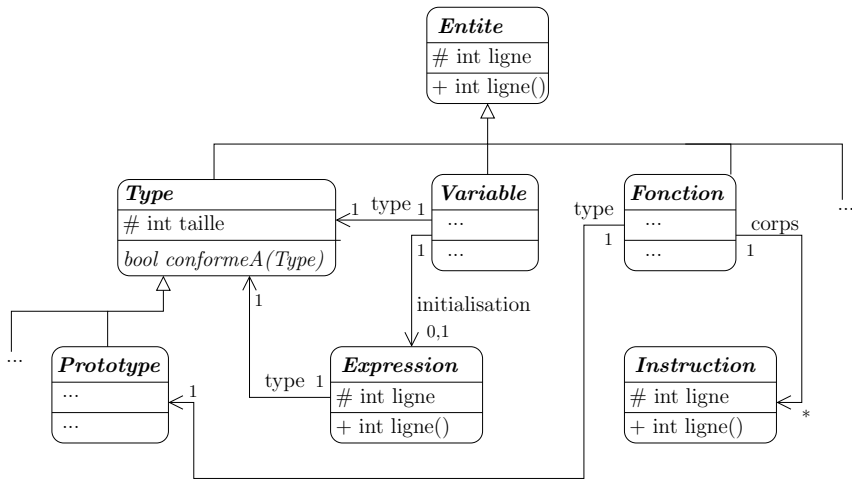 Entite
# int ligne
+ int ligne()
Type
# int taille
bool conformeA(Type)
1
type
1
Variable
...
...
1
type
1
Fonction
...
...
corps
1
...
initialisation
0,1
1
...
Prototype
...
...
1
type
1
Expression
# int ligne
+ int ligne()
Instruction
# int ligne
+ int ligne()
*